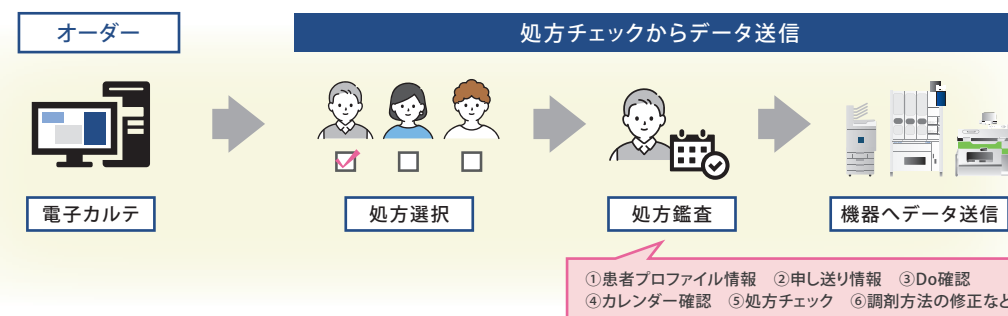 オーダー
処方チェックからデータ送信
電子カルテ
処方選択
処方鑑査
機器へデータ送信
①患者プロファイル情報 ②申し送り情報 ③Do確認
④カレンダー確認 ⑤処方チェック ⑥調剤方法の修正など